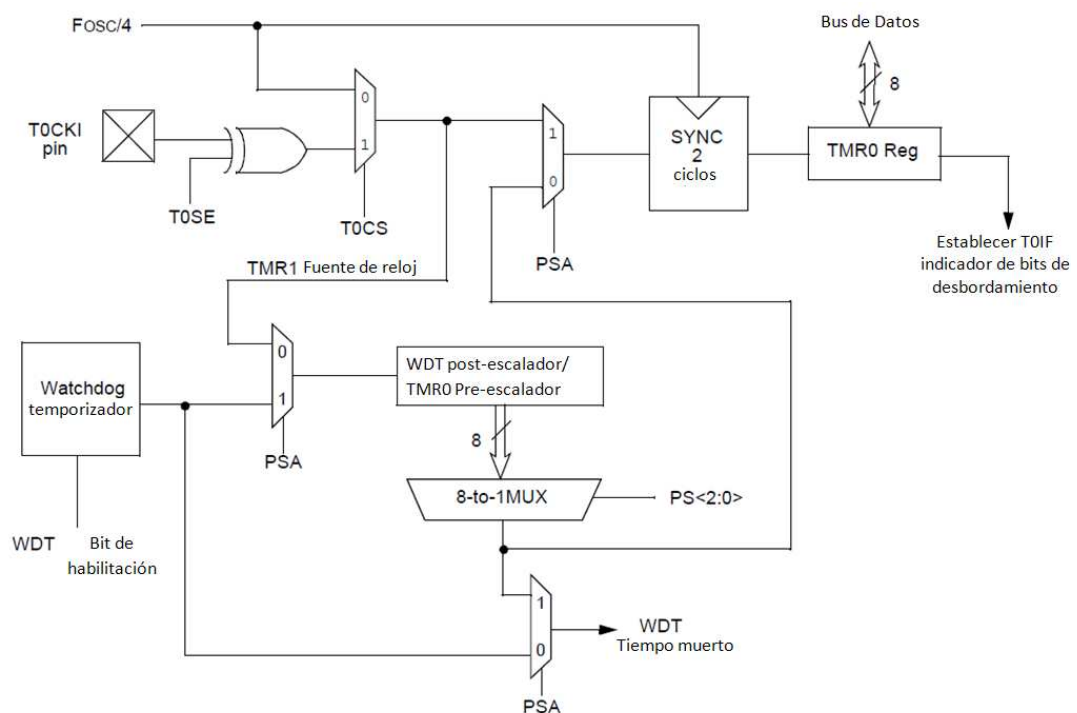 FOSC/4
Bus de Datos
8
0
1
T0CKI
pin
T0SE
T0CS
1
0
PSA
SYNC
2
ciclos
TMR0 Reg
Establecer T0IF
indicador de bits de
desbordamiento
TMR1 Fuente de reloj
0
1
PSA
Watchdog
temporizador
WDT post-escalador/
TMR0 Pre-escalador
8
8-to-1MUX
PS<2:0>
WDT Bit de
habilitación
1
0
PSA
WDT
Tiempo muerto